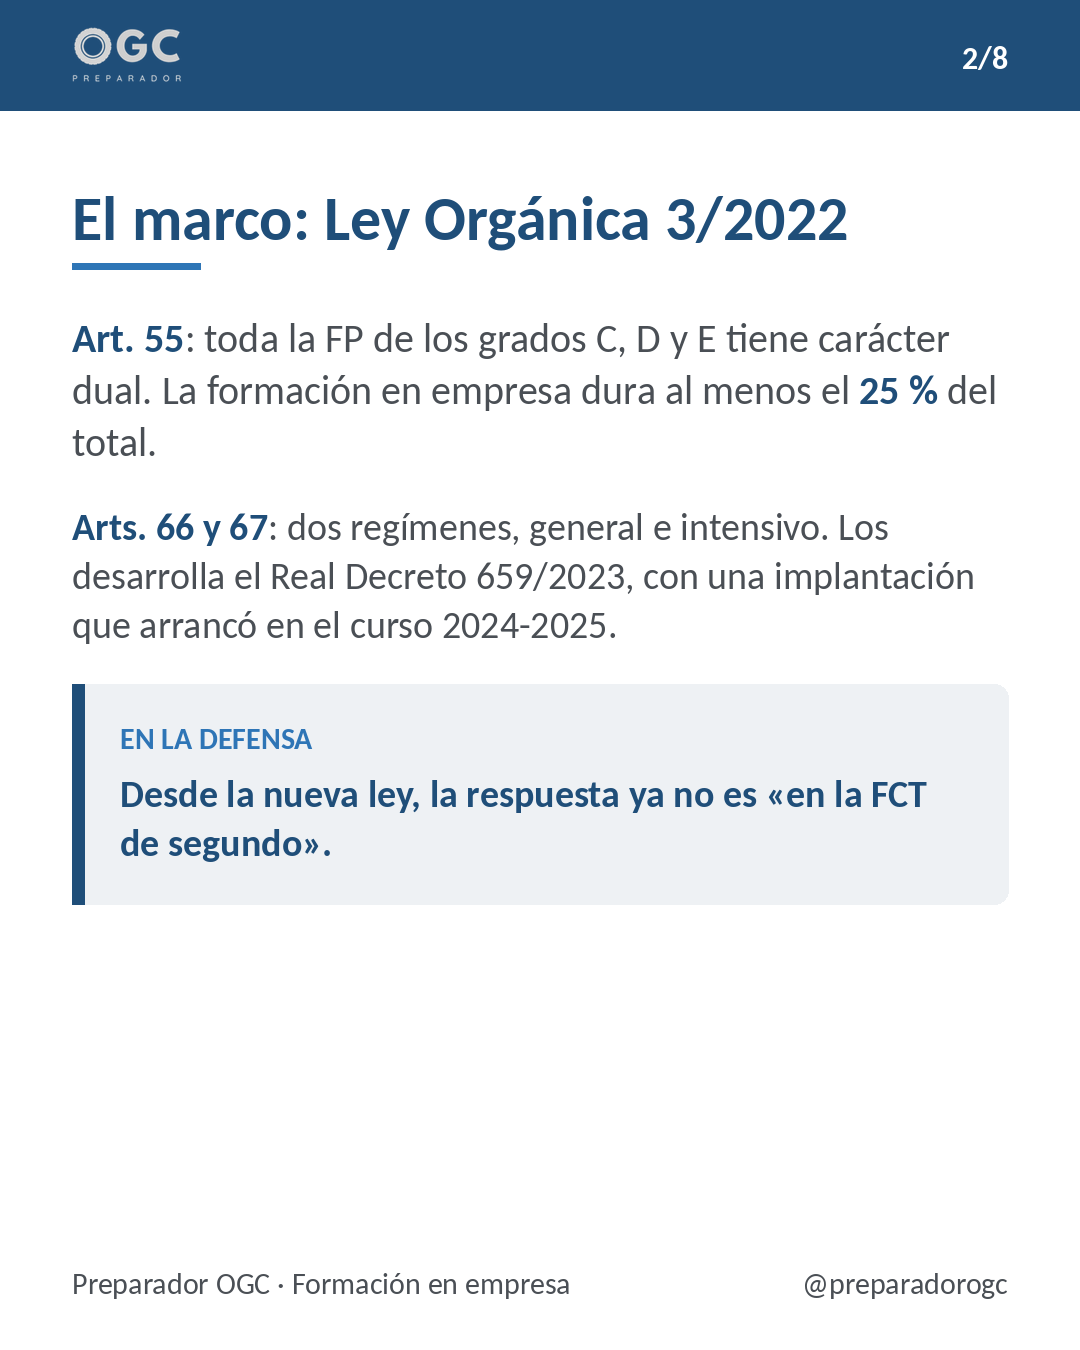 OGC
PREPARADOR
2/8
El marco: Ley Orgánica 3/2022
Art. 55: toda la FP de los grados C, D y E tiene carácter
dual. La formación en empresa dura al menos el 25 % del
total.
Arts. 66 y 67: dos regímenes, general e intensivo. Los
desarrolla el Real Decreto 659/2023, con una implantación
que arrancó en el curso 2024-2025.
EN LA DEFENSA
Desde la nueva ley, la respuesta ya no es «en la FCT
de segundo».
Preparador OGC · Formación en empresa
@preparadorogc